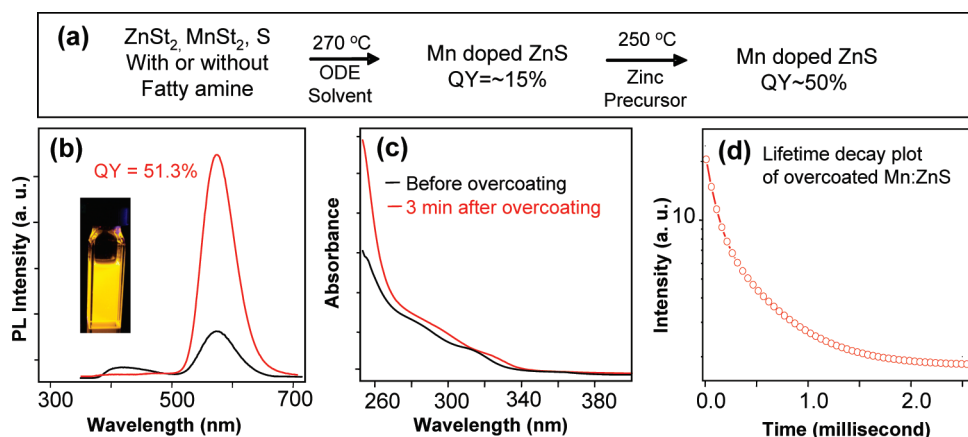 (a)
ZnSt2, MnSt2, S
With or without
Fatty amine
270 °C
ODE
Solvent
Mn doped ZnS
QY=~15%
250 °C
Zinc
Precursor
Mn doped ZnS
QY~50%
(b)
QY = 51.3%
PL Intensity (a. u.)
300 500 700
Wavelength (nm)
(c)
Before overcoating
3 min after overcoating
Absorbance
260 300 340 380
Wavelength (nm)
(d) Lifetime decay plot
of overcoated Mn:ZnS
Intensity (a. u.)
10
0.0 1.0 2.0
Time (millisecond)